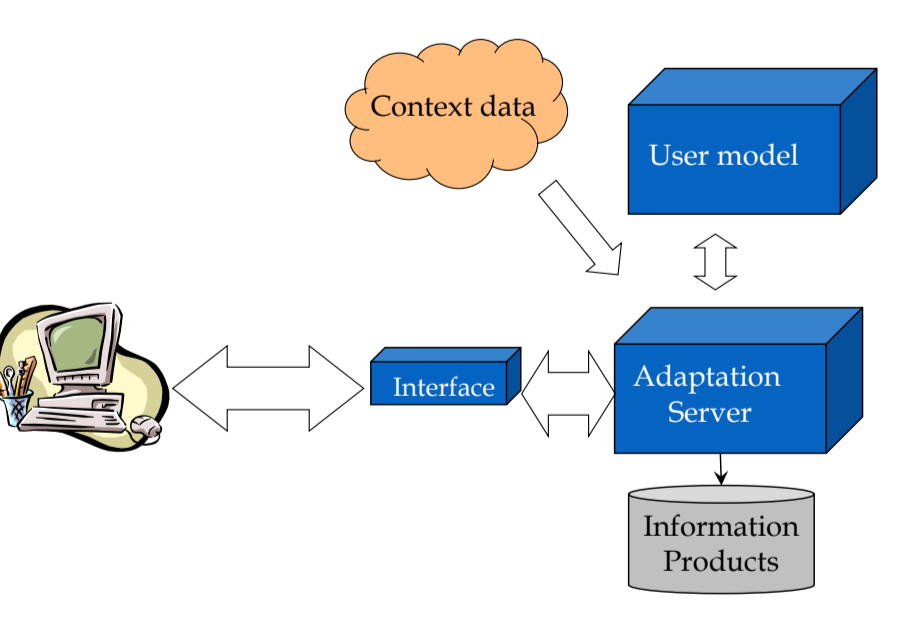 Context data
User model
Interface
Adaptation
Server
Information
Products